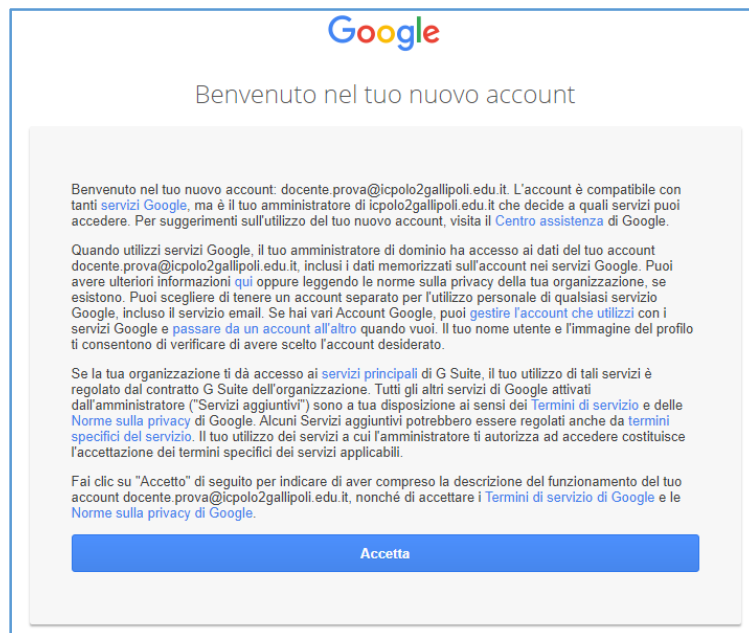 Google
Benvenuto nel tuo nuovo account
Benvenuto nel tuo nuovo account: docente.prova@icpolo2gallipoli.edu.it. L'account è compatibile con
tanti servizi Google, ma è il tuo amministratore di icpolo2gallipoli.edu.it che decide a quali servizi puoi
accedere. Per suggerimenti sull'utilizzo del tuo nuovo account, visita il Centro assistenza di Google.
Quando utilizzi servizi Google, il tuo amministratore di dominio ha accesso ai dati del tuo account
docente.prova@icpolo2gallipoli.edu.it, inclusi i dati memorizzati sull'account nei servizi Google. Puoi
avere ulteriori informazioni qui oppure leggendo le norme sulla privacy della tua organizzazione, se
esistono. Puoi scegliere di tenere un account separato per l'utilizzo personale di qualsiasi servizio
Google, incluso il servizio email. Se hai vari Account Google, puoi gestire l'account che utilizzi con i
servizi Google e passare da un account all'altro quando vuoi. Il tuo nome utente e l'immagine del profilo
ti consentono di verificare di avere scelto l'account desiderato.
Se la tua organizzazione ti dà accesso ai servizi principali di G Suite, il tuo utilizzo di tali servizi è
regolato dal contratto G Suite dell'organizzazione. Tutti gli altri servizi di Google attivati
dall'amministratore ("Servizi aggiuntivi") sono a tua disposizione ai sensi dei Termini di servizio e delle
Norme sulla privacy di Google. Alcuni Servizi aggiuntivi potrebbero essere regolati anche da termini
specifici del servizio. Il tuo utilizzo dei servizi a cui l'amministratore ti autorizza ad accedere costituisce
l'accettazione dei termini specifici dei servizi applicabili.
Fai clic su "Accetto" di seguito per indicare di aver compreso la descrizione del funzionamento del tuo
account docente.prova@icpolo2gallipoli.edu.it, nonché di accettare i Termini di servizio di Google e le
Norme sulla privacy di Google.
Accetta